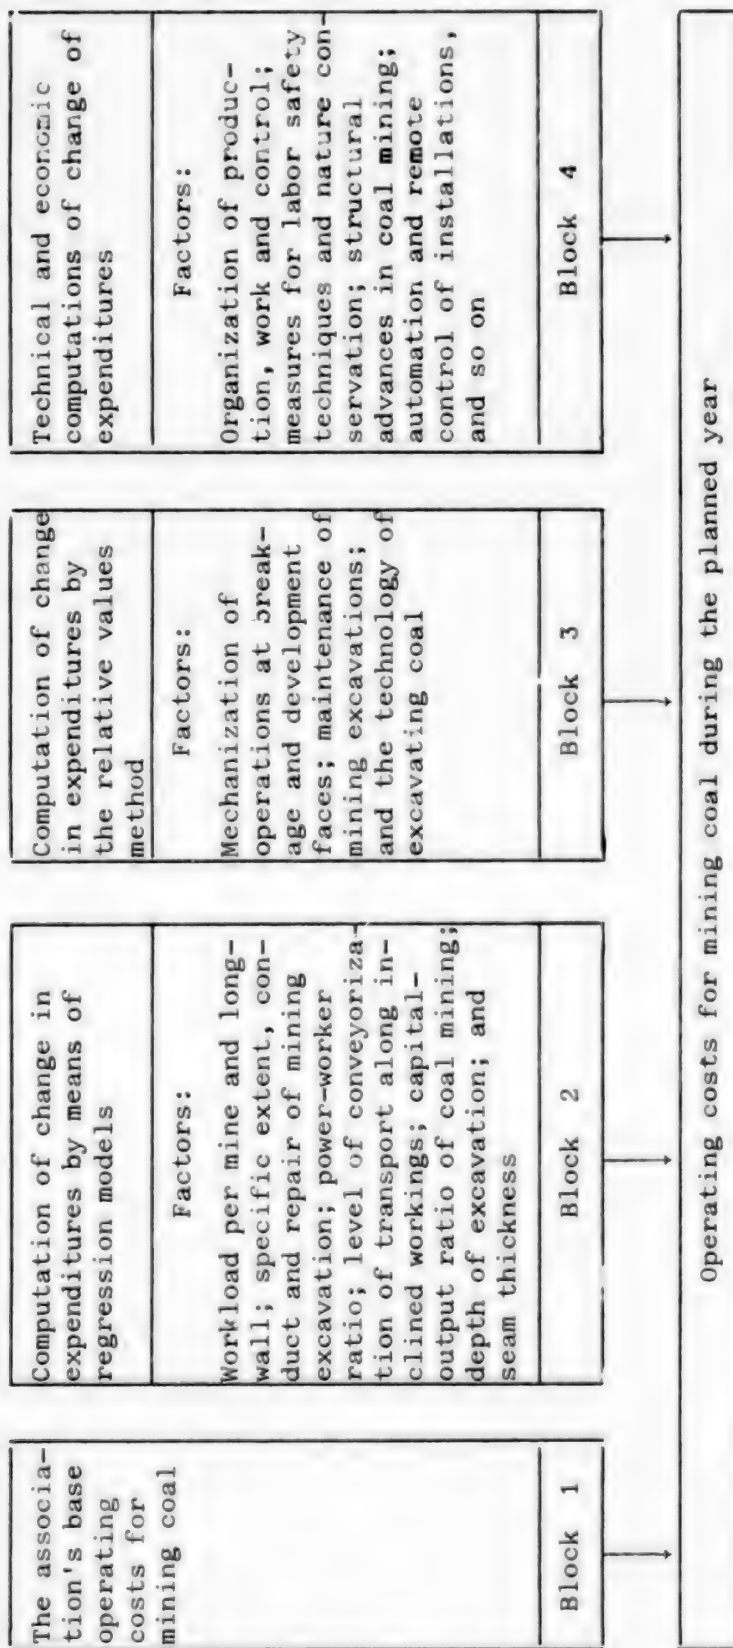 The associa-
tion's base
operating
costs for
mining coal
Block 1
Computation of change in
expenditures by means of
regression models
Factors:
Workload per mine and long-
wall; specific extent, con-
duct and repair of mining
excavation; power-worker
ratio; level of conveyoriza-
tion of transport along in-
clined workings; capital-
output ratio of coal mining;
depth of excavation; and
seam thickness
Block 2
Computation of change
in expenditures by
the relative values
method
Factors:
Mechanization of
operations at break-
age and development
faces; maintenance of
mining excavations;
and the technology of
excavating coal
Block 3
Technical and economic
computations of change of
expenditures
Factors:
Organization of produc-
tion, work and control;
measures for labor safety
techniques and nature con-
servation; structural
advances in coal mining;
automation and remote
control of installations,
and so on
Block 4
Operating costs for mining coal during the planned year